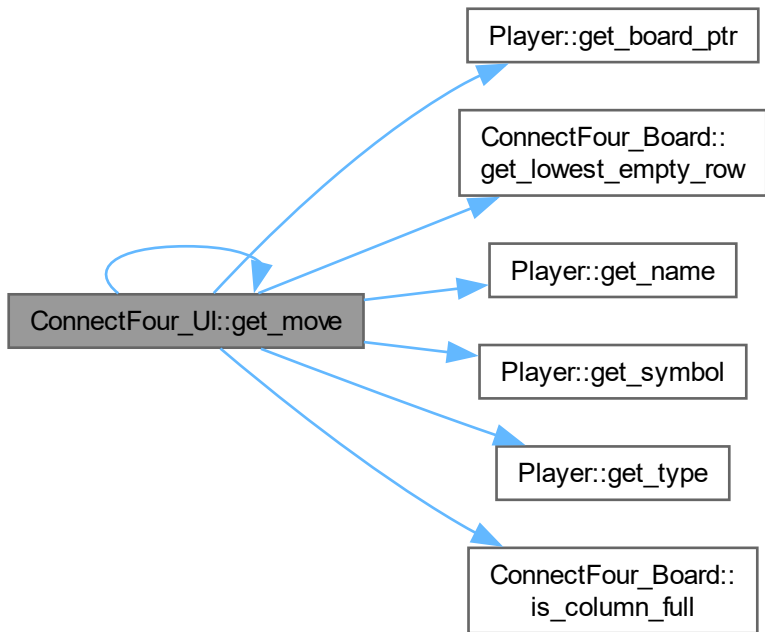 Player::get_board_ptr
ConnectFour_Board::
get_lowest_empty_row
Player::get_name
ConnectFour_UI::get_move
Player::get_symbol
Player::get_type
ConnectFour_Board::
is_column_full